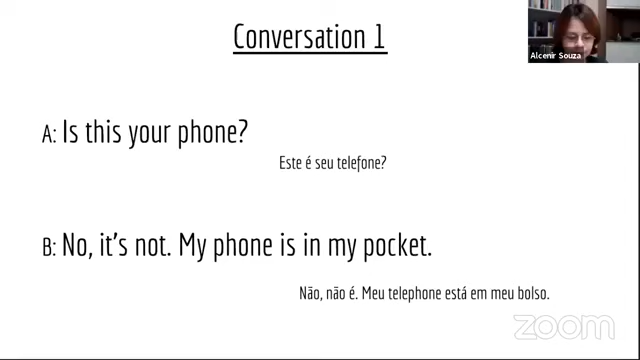 Conversation 1
Alcenir Souza
A: Is this your phone?
Este é seu telefone?
B: No, it's not. My phone is in my pocket.
Não, não é. Meu telephone está em meu bolso.
zoom